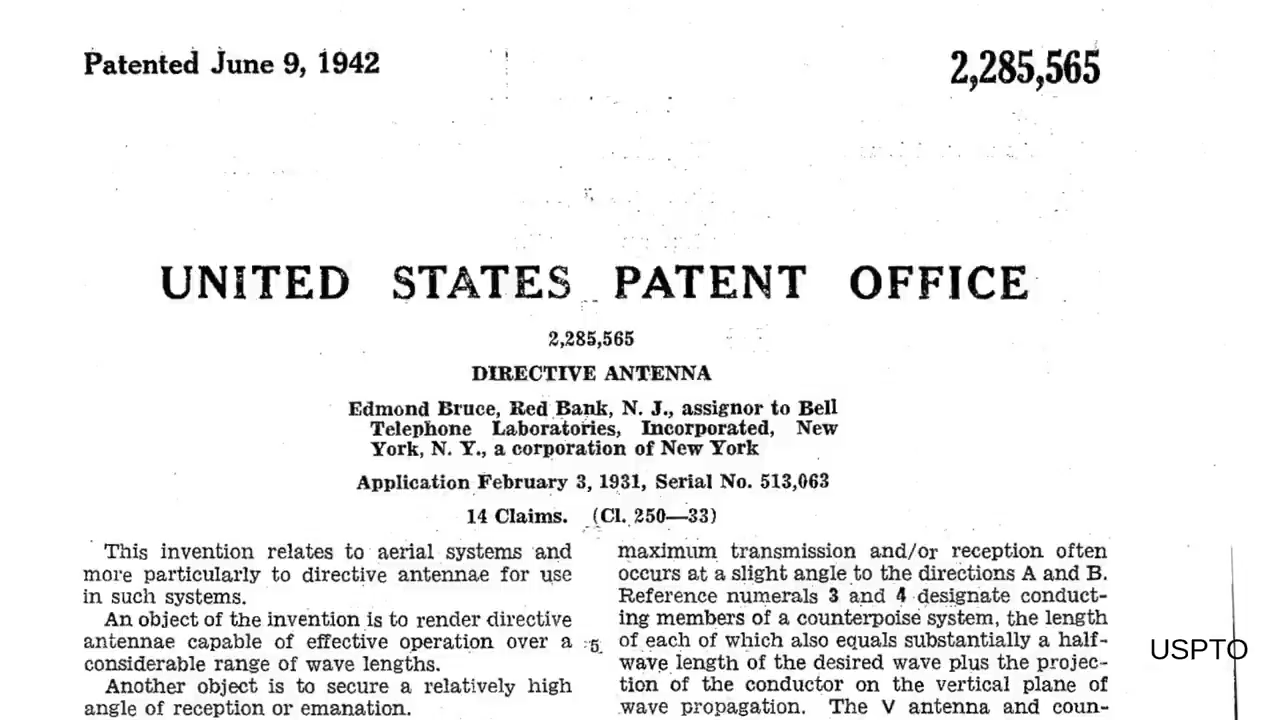 Patented June 9, 1942
2,285,565
UNITED STATES PATENT OFFICE
2,285,565
DIRECTIVE ANTENNA
Edmond Bruce, Red Bank, N. J., assignor to Bell
Telephone Laboratories, Incorporated, New
York, N. Y., a corporation of New York
Application February 3, 1931, Serial No. 513,063
14 Claims. (Cl. 250—33)
This invention relates to aerial systems and
more particularly to directive antennae for use
in such systems.
An object of the invention is to render directive
antennae capable of effective operation over a
considerable range of wave lengths.
Another object is to secure a relatively high
angle of reception or emanation.
5
maximum transmission and/or reception often
occurs at a slight angle to the directions A and B.
Reference numerals 3 and 4 designate conduct-
ing members of a counterpoise system, the length
of each of which also equals substantially a half-
wave length of the desired wave plus the projec-
tion of the conductor on the vertical plane of
wave propagation. The V antenna and coun-
USPTO